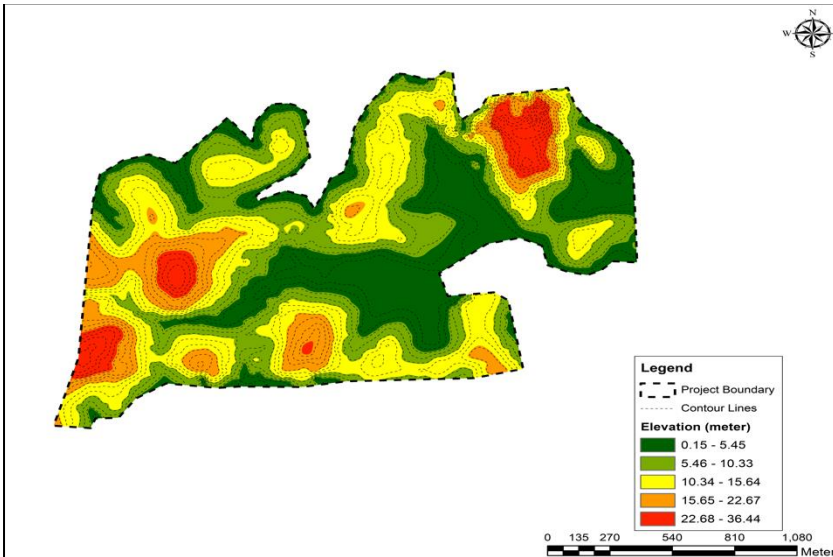 N
W
S
Legend
Project Boundary
Contour Lines
Elevation (meter)
0.15 - 5.45
5.46 - 10.33
10.34 - 15.64
15.65 - 22.67
22.68 - 36.44
0 135 270 540 810 1,080
Meter